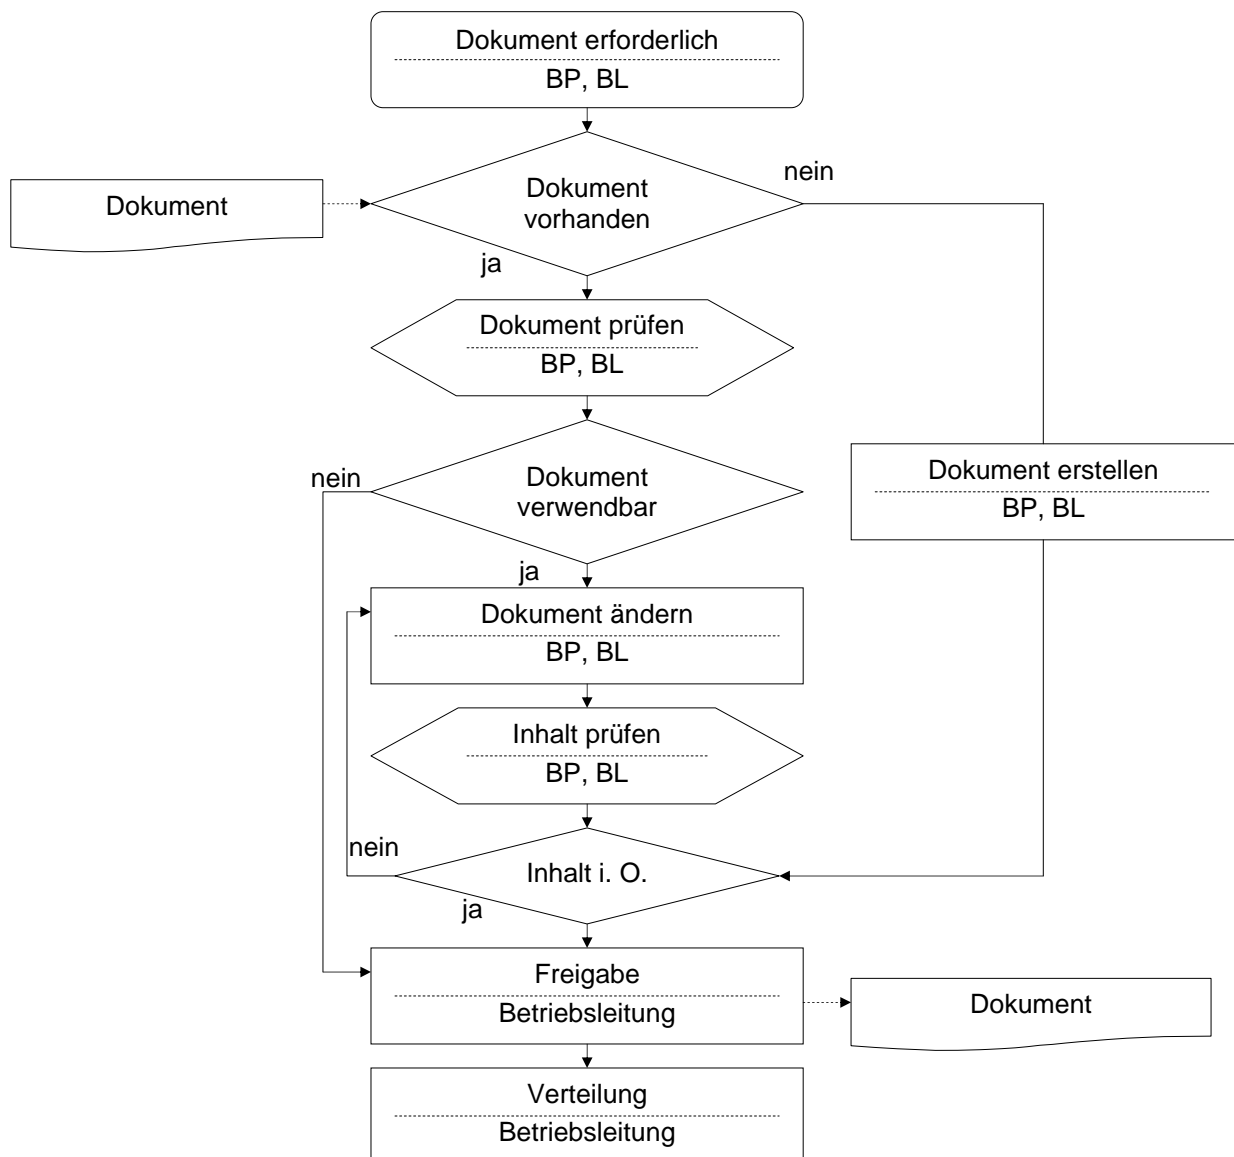 Dokument erforderlich
BP, BL
nein
Dokument
Dokument
vorhanden
ja
Dokument prüfen
BP, BL
nein
Dokument
verwendbar
Dokument erstellen
BP, BL
ja
Dokument ändern
BP, BL
Inhalt prüfen
BP, BL
nein
Inhalt i. O.
ja
Freigabe
Betriebsleitung
Dokument
Verteilung
Betriebsleitung